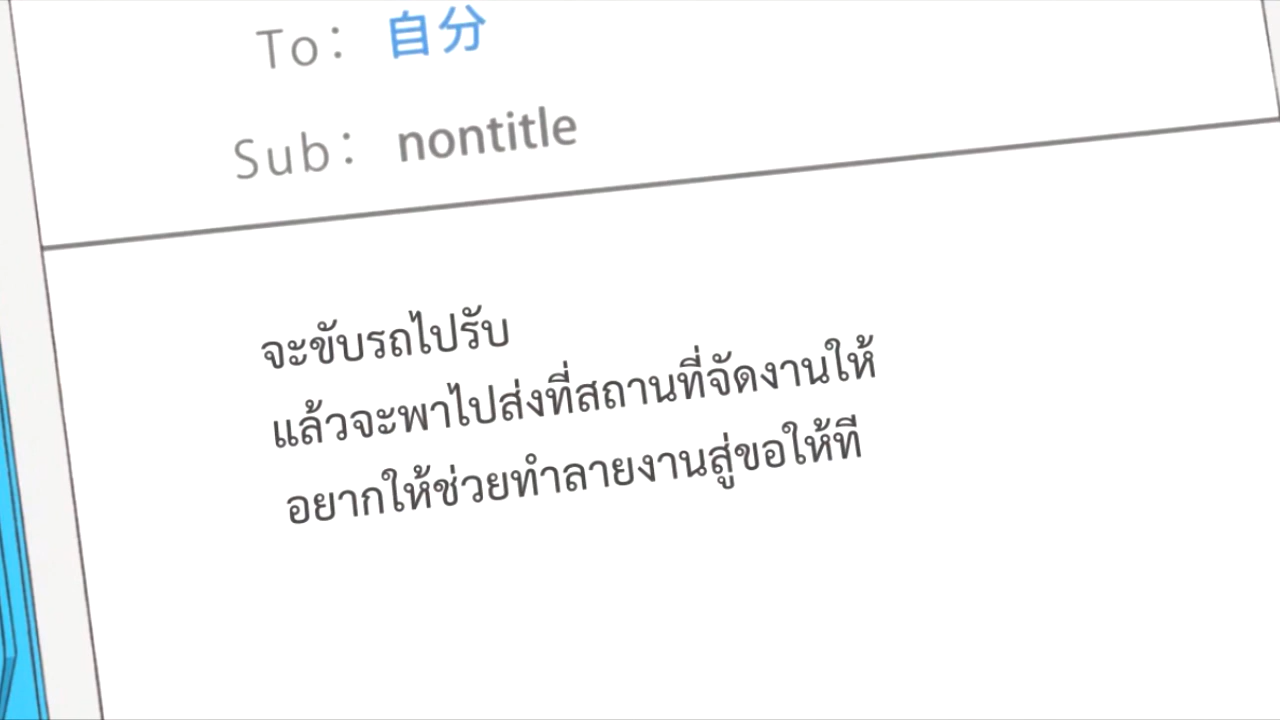 To: 自分
Sub: nontitle
จะขับรถไปรับ
แล้วจะพาไปส่งที่สถานที่จัดงานให้
อยากให้ช่วยทำลายงานสู่ขอให้ที